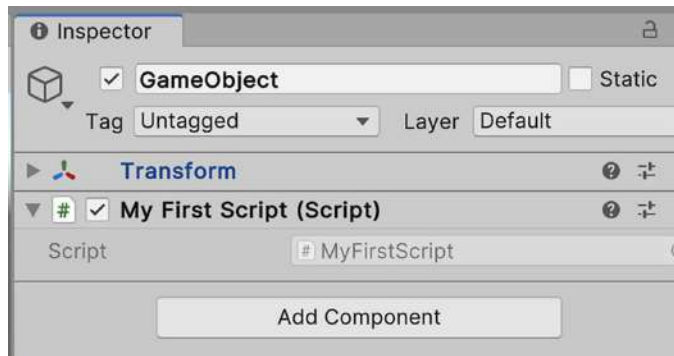 Inspector
GameObject
Static
Tag Untagged Layer Default
Transform
# My First Script (Script)
Script # MyFirstScript
Add Component